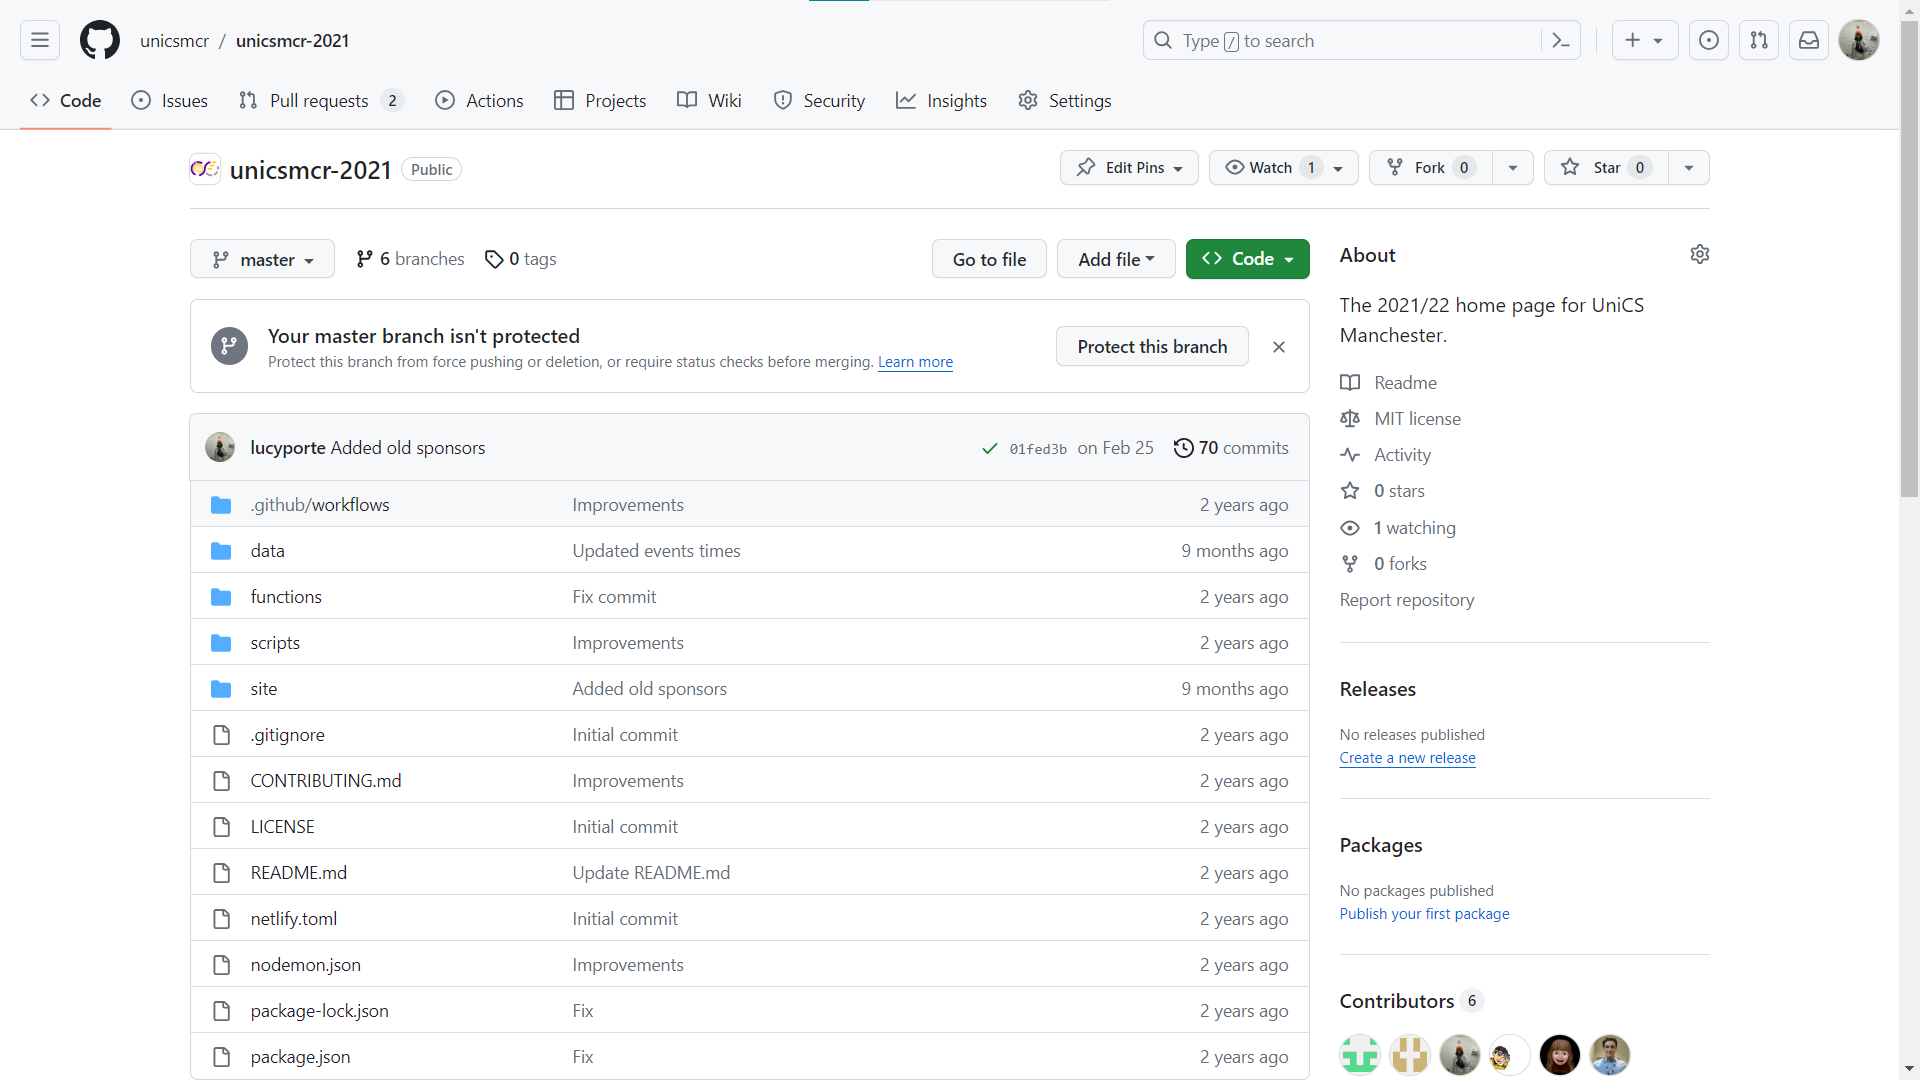 unicsmcr / unicsmcr-2021
Type / to search
Code
Issues
Pull requests 2
Actions
Projects
Wiki
Security
Insights
Settings
unicsmcr-2021 Public
Edit Pins
Watch 1
Fork 0
Star 0
master
6 branches
0 tags
Go to file
Add file
Code
Your master branch isn't protected
Protect this branch from force pushing or deletion, or require status checks before merging. Learn more
Protect this branch
lucyporte Added old sponsors
01fed3b on Feb 25
70 commits
.github/workflows Improvements 2 years ago
data Updated events times 9 months ago
functions Fix commit 2 years ago
scripts Improvements 2 years ago
site Added old sponsors 9 months ago
.gitignore Initial commit 2 years ago
CONTRIBUTING.md Improvements 2 years ago
LICENSE Initial commit 2 years ago
README.md Update README.md 2 years ago
netlify.toml Initial commit 2 years ago
nodemon.json Improvements 2 years ago
package-lock.json Fix 2 years ago
package.json Fix 2 years ago
About
The 2021/22 home page for UniCS
Manchester.
Readme
MIT license
Activity
0 stars
1 watching
0 forks
Report repository
Releases
No releases published
Create a new release
Packages
No packages published
Publish your first package
Contributors 6